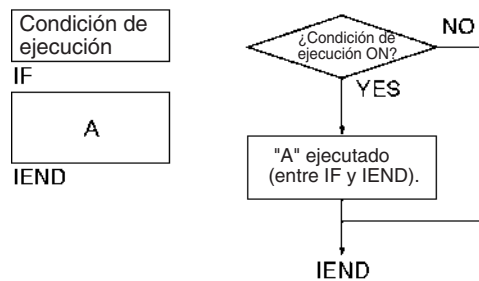 Condición de
ejecución
IF
A
IEND
¿Condición de
ejecución ON?
NO
YES
"A" ejecutado
(entre IF y IEND).
IEND